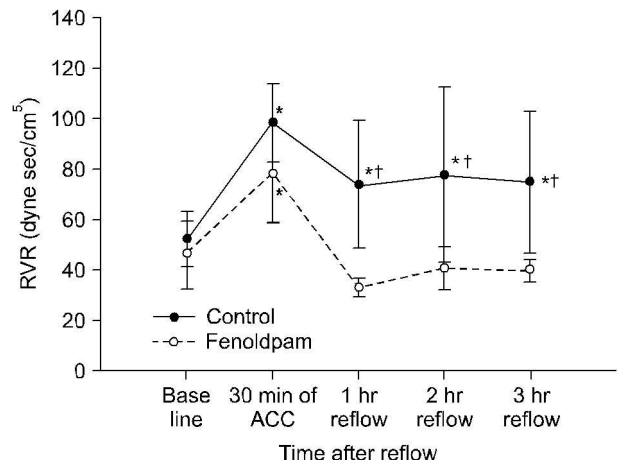 RVR (dyne sec/cm⁵)
140
120
100
80
60
40
20
0
*
*
*†
*†
*†
Control
Fenoldpam
Base line
30 min of ACC
1 hr reflow
2 hr reflow
3 hr reflow
Time after reflow